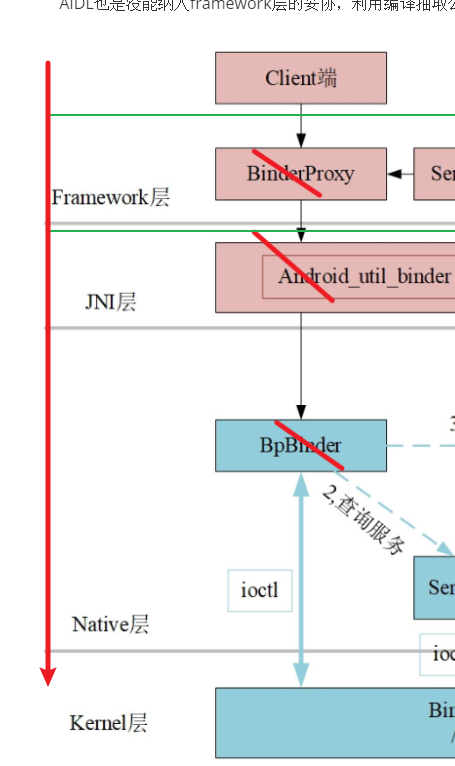 AIDL也是没能纳入framework层的妥协，利用编译抽取
Client端
BinderProxy
Ser
Framework层
Android_util_binder
JNI层
BpBinder
2,查询服务
ioctl
Ser
Native层
ioc
Kernel层
Bin
/